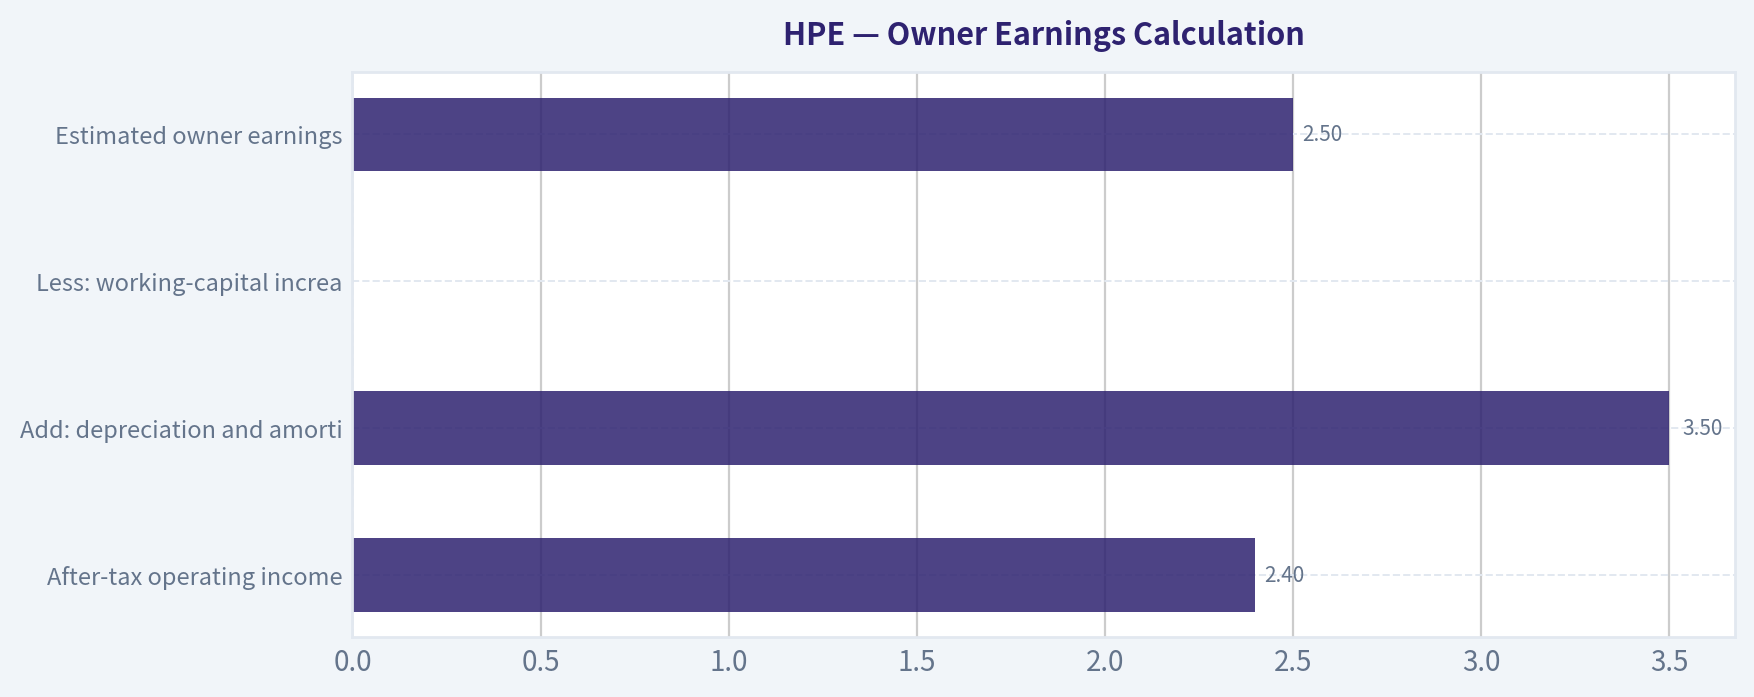 HPE — Owner Earnings Calculation
Estimated owner earnings
2.50
Less: working-capital increa
Add: depreciation and amorti
3.50
After-tax operating income
2.40
0.0 0.5 1.0 1.5 2.0 2.5 3.0 3.5